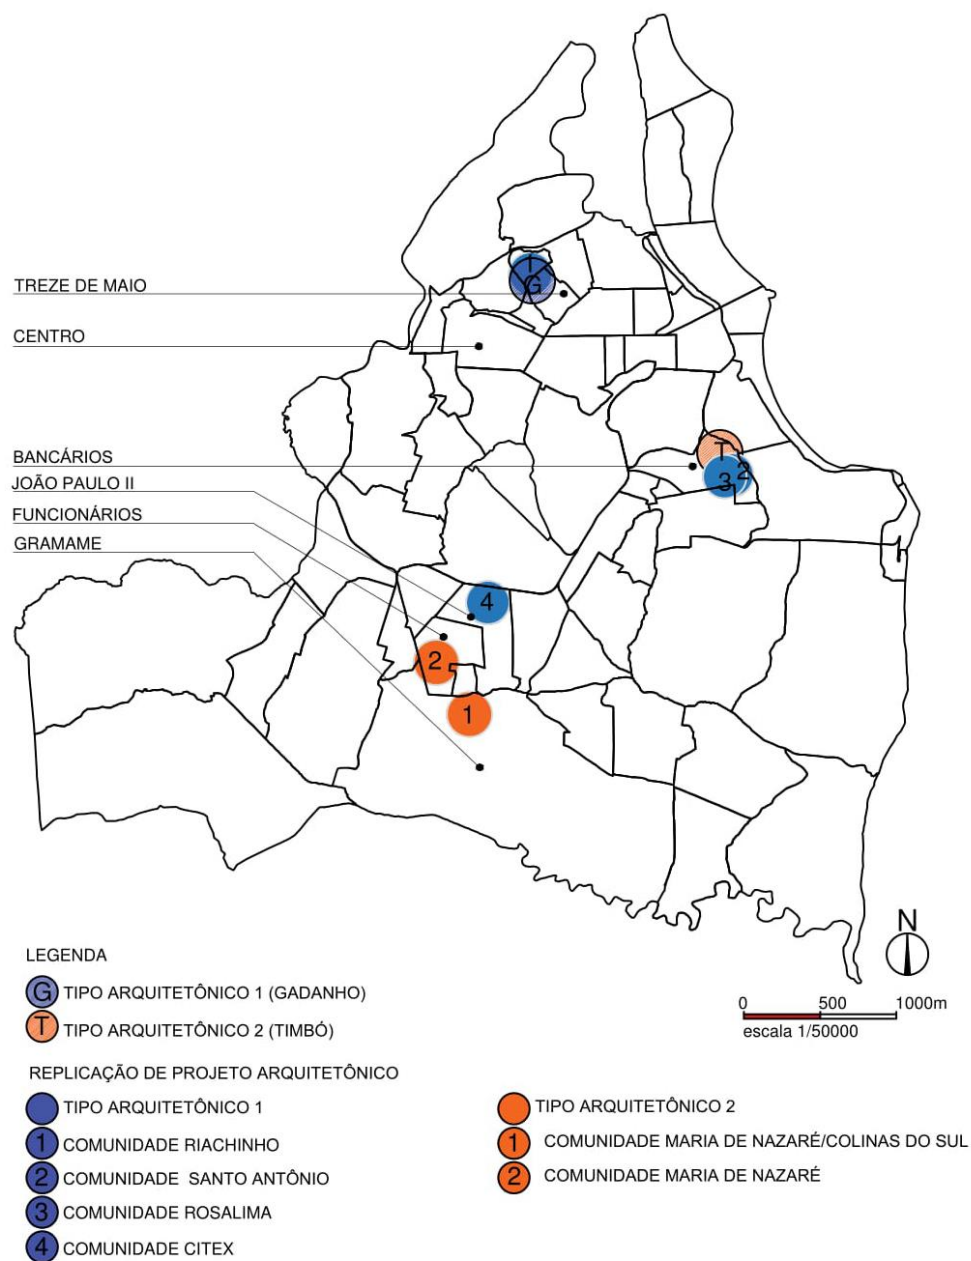 TREZE DE MAIO
G
CENTRO
BANCÁRIOS
T
2
3
JOÃO PAULO II
FUNCIONÁRIOS
GRAMAME
4
2
1
N
LEGENDA
G TIPO ARQUITETÔNICO 1 (GADANHO)
T TIPO ARQUITETÔNICO 2 (TIMBÓ)
0 500 1000m
escala 1/50000
REPLICAÇÃO DE PROJETO ARQUITETÔNICO
TIPO ARQUITETÔNICO 1
1 COMUNIDADE RIACHINHO
2 COMUNIDADE SANTO ANTÔNIO
3 COMUNIDADE ROSALIMA
4 COMUNIDADE CITEX
TIPO ARQUITETÔNICO 2
1 COMUNIDADE MARIA DE NAZARÉ/COLINAS DO SUL
2 COMUNIDADE MARIA DE NAZARÉ